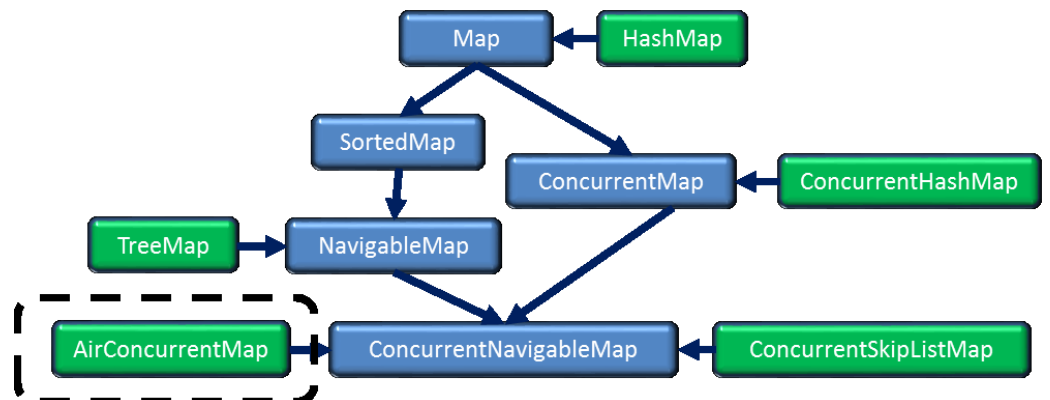 Map
HashMap
SortedMap
ConcurrentMap
ConcurrentHashMap
TreeMap
NavigableMap
AirConcurrentMap
ConcurrentNavigableMap
ConcurrentSkipListMap